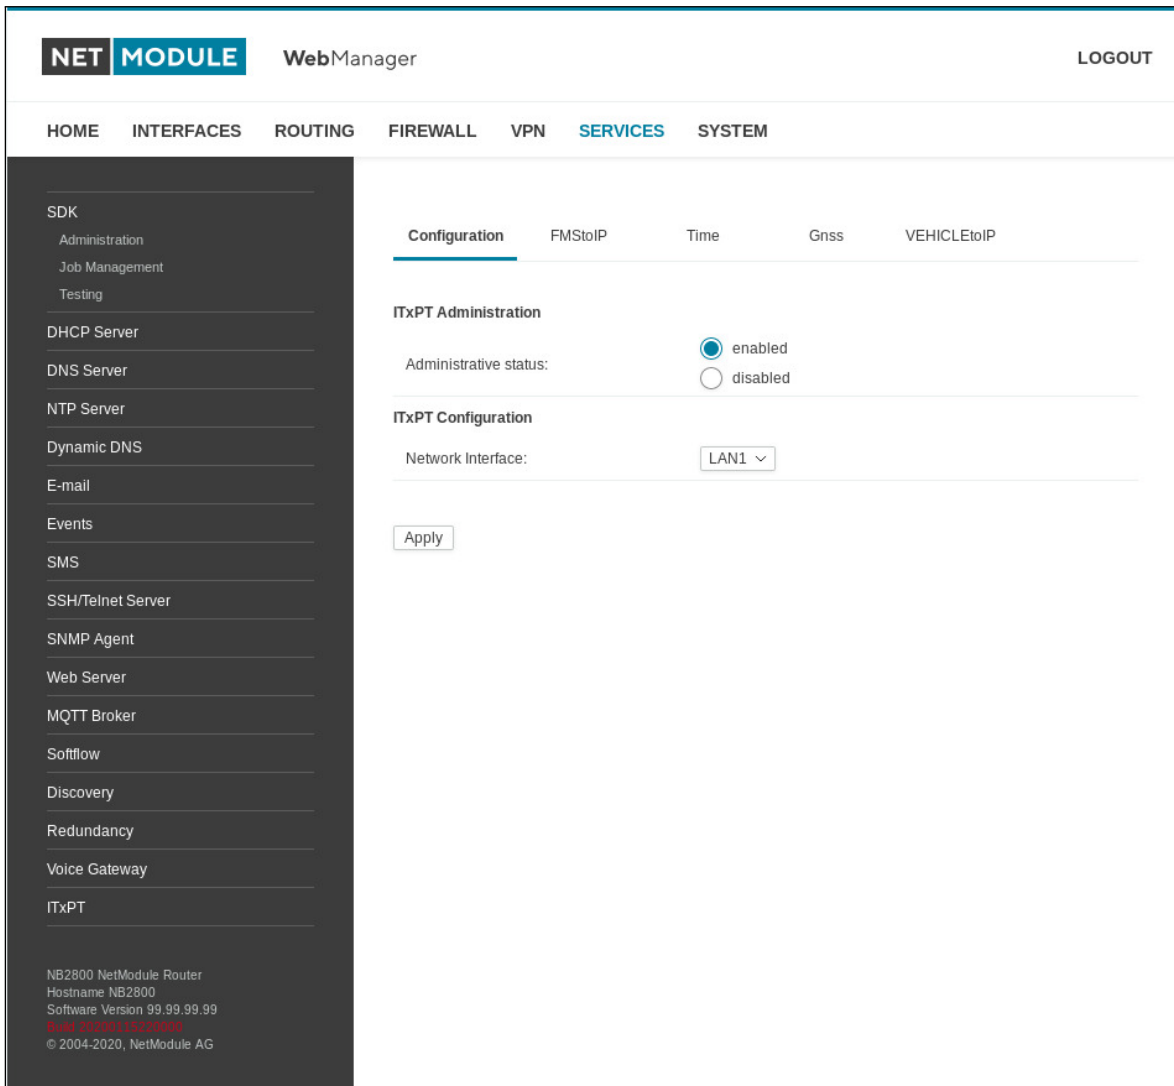 NET MODULE WebManager LOGOUT
HOME INTERFACES ROUTING FIREWALL VPN SERVICES SYSTEM
SDK
Administration
Job Management
Testing
DHCP Server
DNS Server
NTP Server
Dynamic DNS
E-mail
Events
SMS
SSH/Telnet Server
SNMP Agent
Web Server
MQTT Broker
Softflow
Discovery
Redundancy
Voice Gateway
ITxPT
NB2800 NetModule Router
Hostname NB2800
Software Version 99.99.99.99
Build
© 2004-2020, NetModule AG
Configuration FMStoIP Time Gnss VEHICLEtoIP
ITxPT Administration
Administrative status:
enabled
disabled
ITxPT Configuration
Network Interface: LAN1
Apply